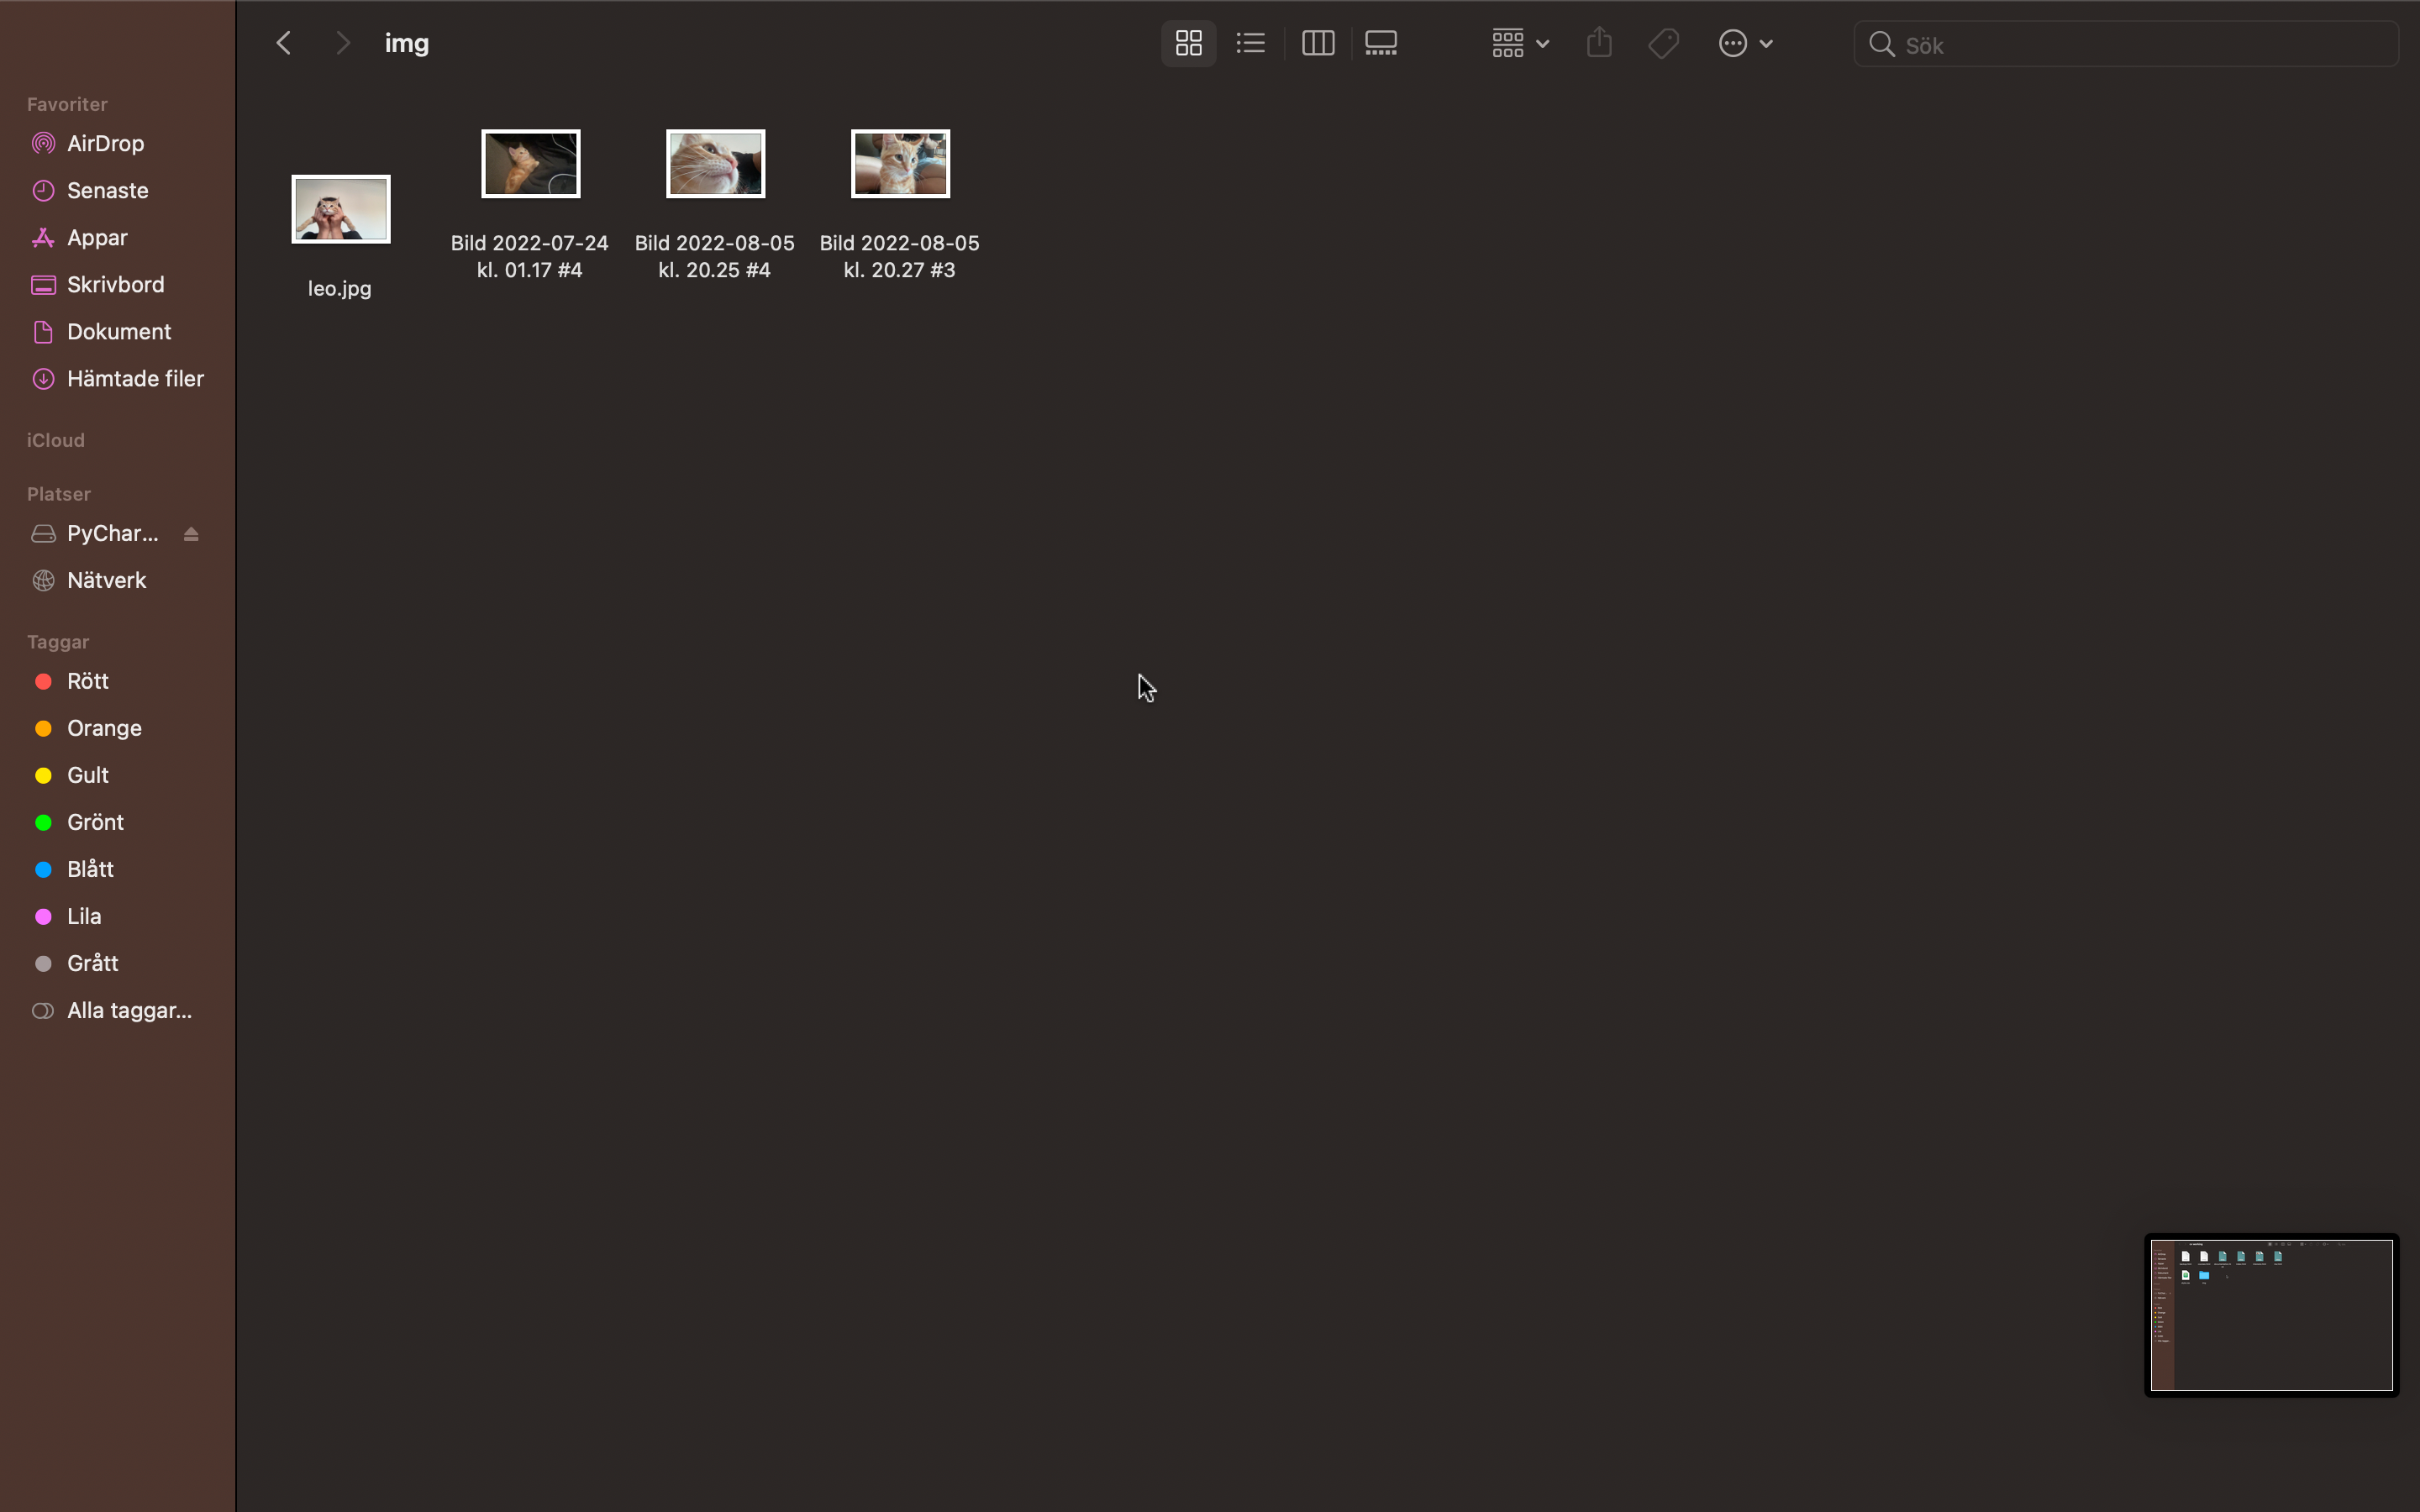 img
Sök
Favoriter
AirDrop
Senaste
Appar
Skrivbord
Dokument
Hämtade filer
iCloud
Platser
PyChar...
Nätverk
Taggar
Rött
Orange
Gult
Grönt
Blått
Lila
Grått
Alla taggar...
leo.jpg
Bild 2022-07-24
kl. 01.17 #4
Bild 2022-08-05
kl. 20.25 #4
Bild 2022-08-05
kl. 20.27 #3